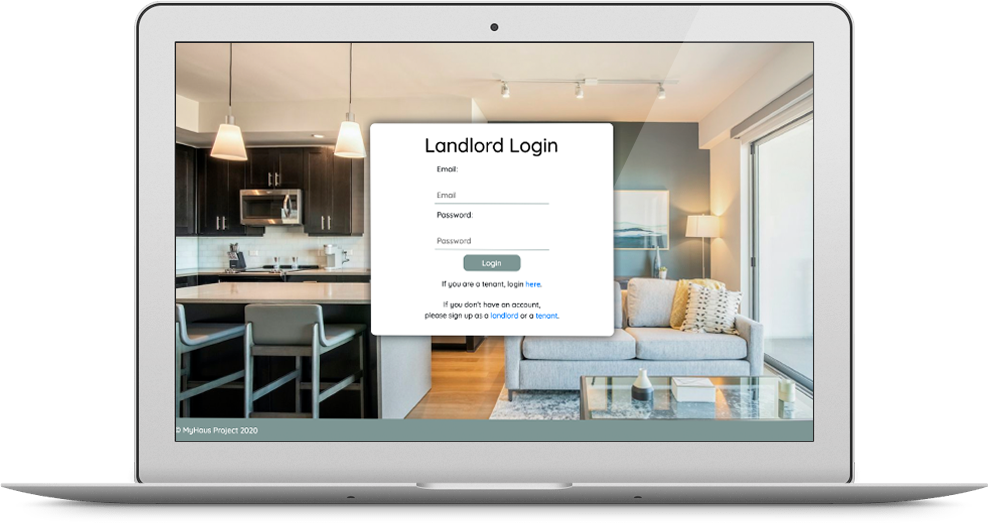 Landlord Login
Email:
Email
Password:
Password
Login
If you are a tenant, login here.
If you don't have an account,
please sign up as a landlord or a tenant.
© MyHaus Project 2020